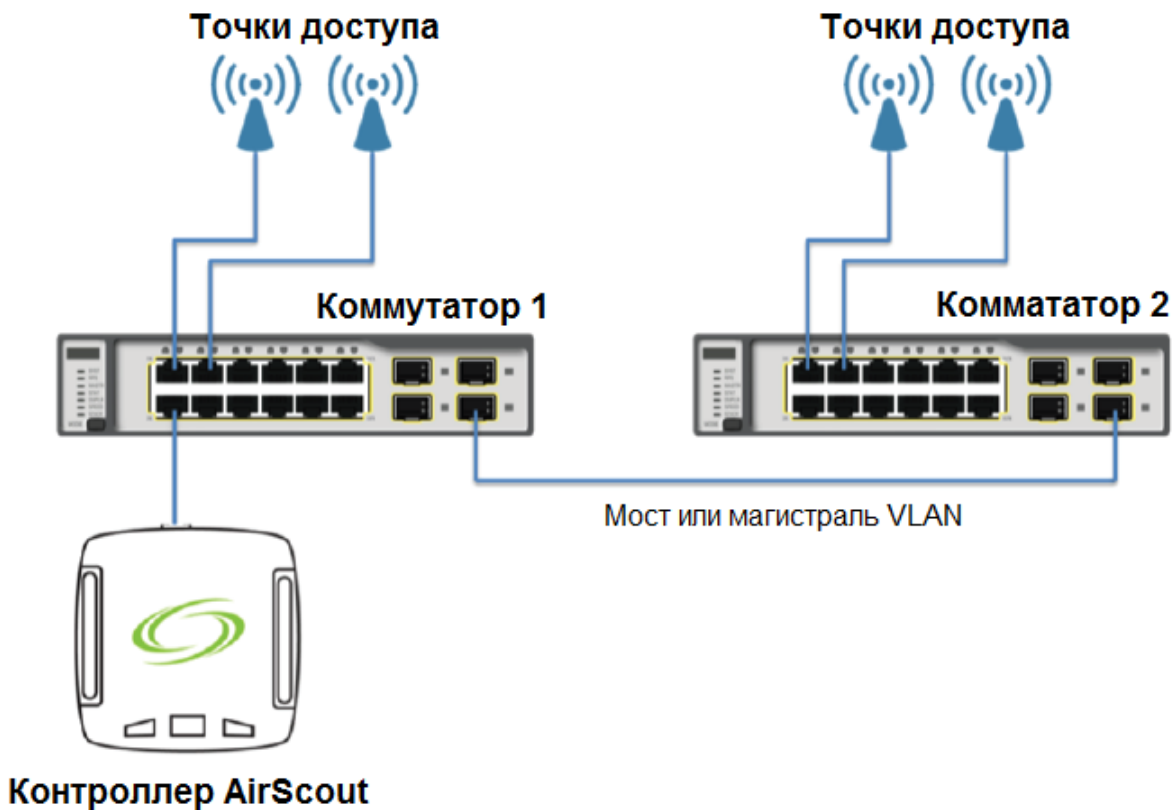 Точки доступа
Точки доступа
Коммутатор 1
Коммататор 2
Мост или магистраль VLAN
Контроллер AirScout